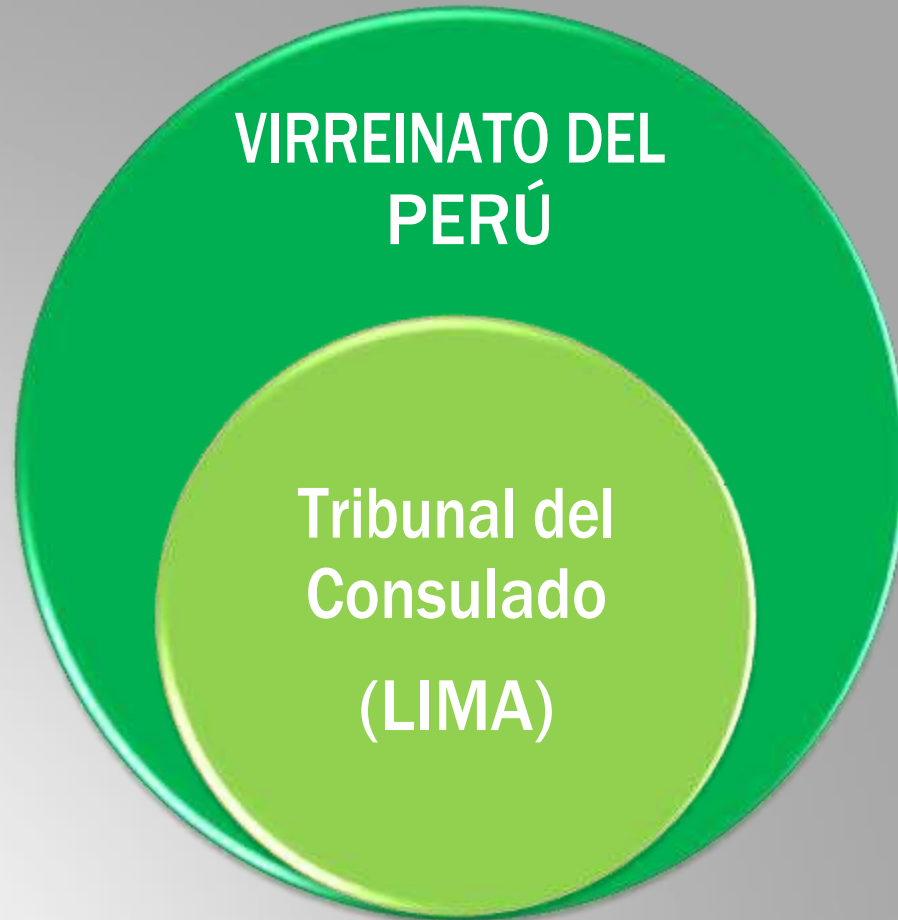 VIRREINATO DEL
PERÚ
Tribunal del
Consulado
(LIMA)